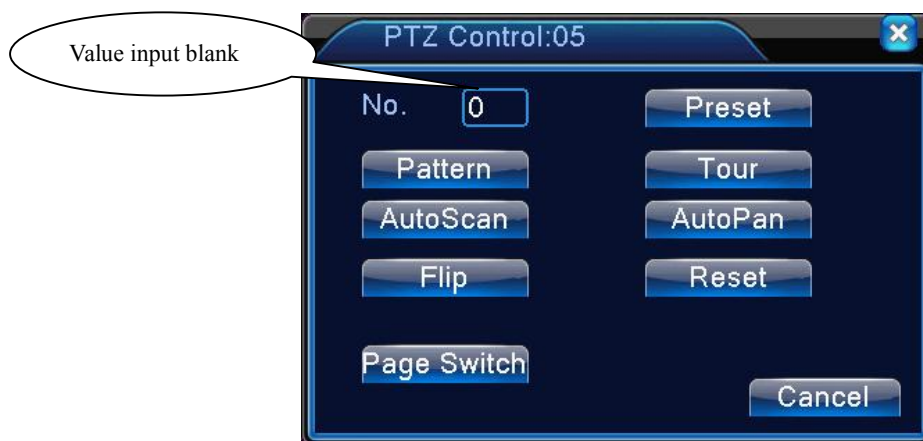 PTZ Control:05
Value input blank
No. 0 Preset
Pattern Tour
AutoScan AutoPan
Flip Reset
Page Switch
Cancel